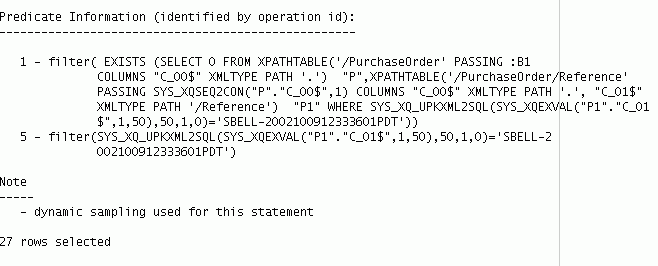 Predicate Information (identified by operation id):
---------------------------------------------------
1 - filter( EXISTS (SELECT 0 FROM XPATHTABLE('/PurchaseOrder' PASSING :B1
COLUMNS "C_00$" XMLTYPE PATH '.')  "P",XPATHTABLE('/PurchaseOrder/Reference'
PASSING SYS_XQSEQ2CON("P"."C_00$",1) COLUMNS "C_00$" XMLTYPE PATH '.', "C_01$"
XMLTYPE PATH '/Reference')  "P1" WHERE SYS_XQ_UPKXML2SQL(SYS_XQEXVAL("P1"."C_01
$",1,50),50,1,0)='SBELL-2002100912333601PDT'))
5 - filter(SYS_XQ_UPKXML2SQL(SYS_XQEXVAL("P1"."C_01$",1,50),50,1,0)='SBELL-2
002100912333601PDT')
Note
-----
- dynamic sampling used for this statement
27 rows selected